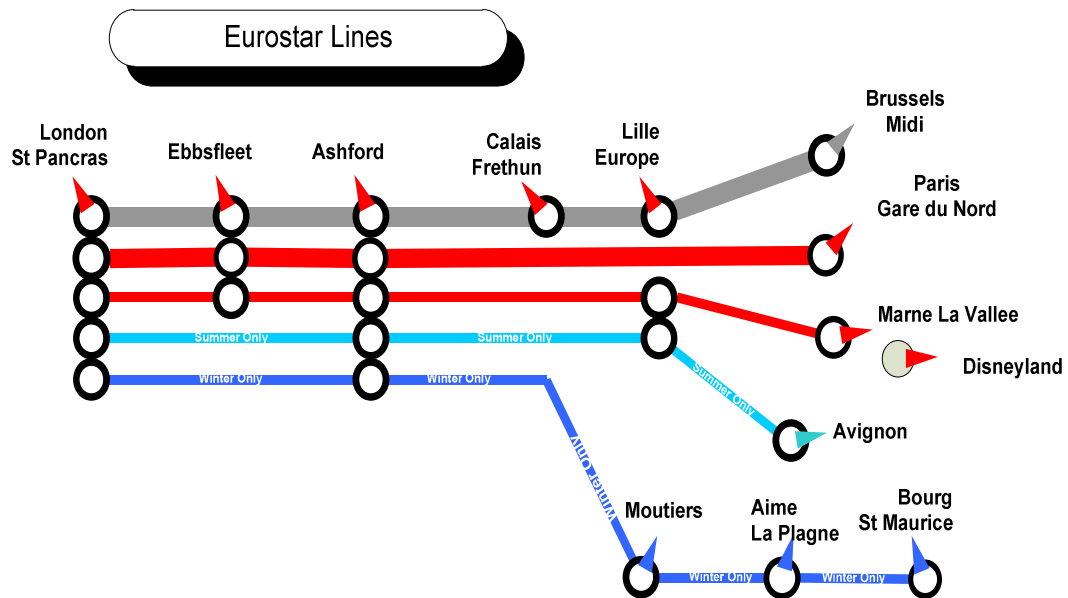 Eurostar Lines
Brussels
Midi
London
St Pancras
Ebbsfleet
Ashford
Calais
Frethun
Lille
Europe
Paris
Gare du Nord
Marne La Vallee
Disneyland
Summer Only
Summer Only
Summer Only
Winter Only
Winter Only
Winter Only
Avignon
Moutiers
Aime
La Plagne
Bourg
St Maurice
Winter Only
Winter Only